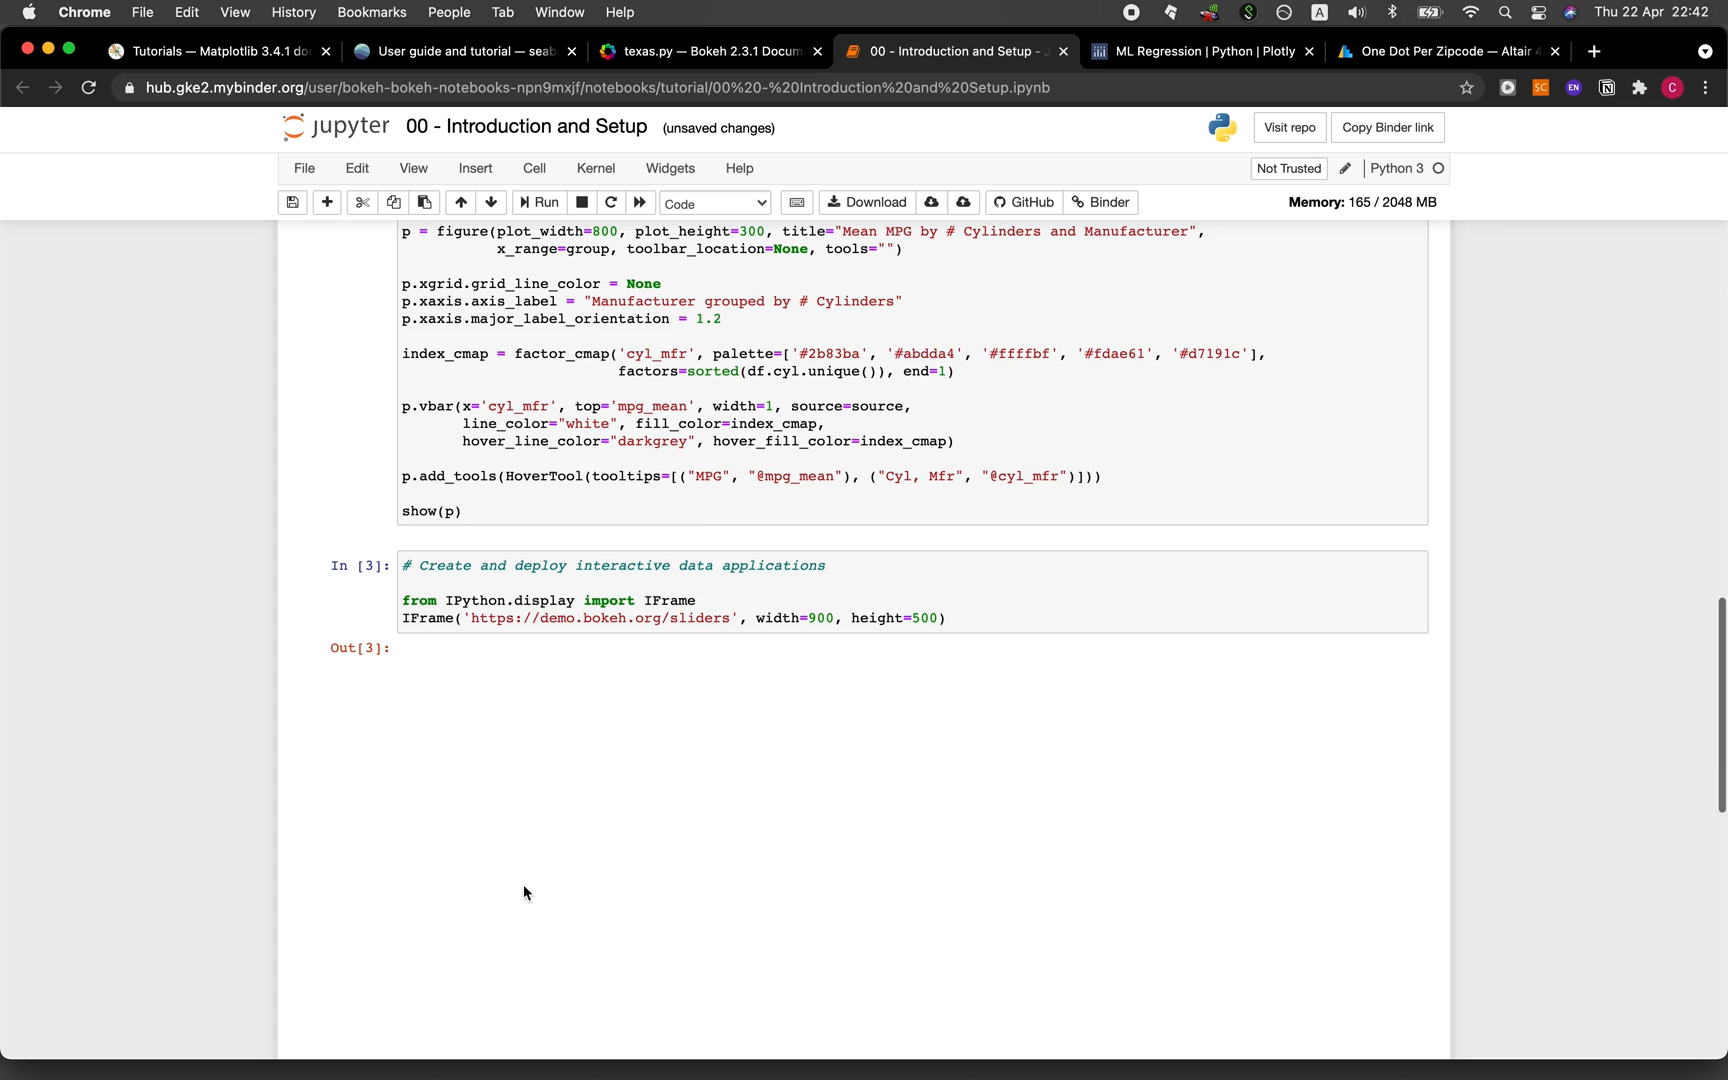 Chrome File Edit View History Bookmarks People Tab Window Help A Thu 22 Apr 22:42
Tutorials — Matplotlib 3.4.1 do User guide and tutorial — seab texas.py — Bokeh 2.3.1 Docum 00 - Introduction and Setup - J ML Regression | Python | Plotly One Dot Per Zipcode — Altair 4
hub.gke2.mybinder.org/user/bokeh-bokeh-notebooks-npn9mxjf/notebooks/tutorial/00%20-%20Introduction%20and%20Setup.ipynb SC EN C
jupyter 00 - Introduction and Setup (unsaved changes) Visit repo Copy Binder link
File Edit View Insert Cell Kernel Widgets Help Not Trusted Python 3
Run Code Download GitHub Binder Memory: 165 / 2048 MB
p = figure(plot_width=800, plot_height=300, title="Mean MPG by # Cylinders and Manufacturer",
x_range=group, toolbar_location=None, tools="")
p.xgrid.grid_line_color = None
p.xaxis.axis_label = "Manufacturer grouped by # Cylinders"
p.xaxis.major_label_orientation = 1.2
index_cmap = factor_cmap('cyl_mfr', palette=['#2b83ba', '#abdda4', '#ffffbf', '#fdae61', '#d7191c'],
factors=sorted(df.cyl.unique()), end=1)
p.vbar(x='cyl_mfr', top='mpg_mean', width=1, source=source,
line_color="white", fill_color=index_cmap,
hover_line_color="darkgrey", hover_fill_color=index_cmap)
p.add_tools(HoverTool(tooltips=[("MPG", "@mpg_mean"), ("Cyl, Mfr", "@cyl_mfr")]))
show(p)
In [3]: # Create and deploy interactive data applications
from IPython.display import IFrame
IFrame('https://demo.bokeh.org/sliders', width=900, height=500)
Out[3]: